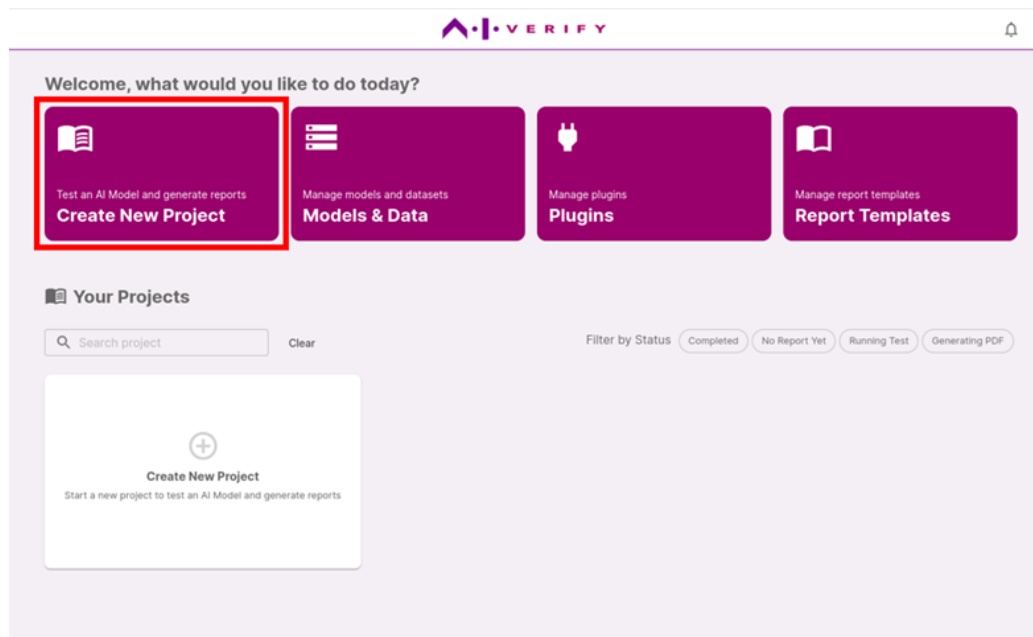 A.I. VERIFY
Welcome, what would you like to do today?
Test an AI Model and generate reports
Create New Project
Manage models and datasets
Models & Data
Manage plugins
Plugins
Manage report templates
Report Templates
Your Projects
Search project
Clear
Filter by Status
Completed
No Report Yet
Running Test
Generating PDF
Create New Project
Start a new project to test an AI Model and generate reports